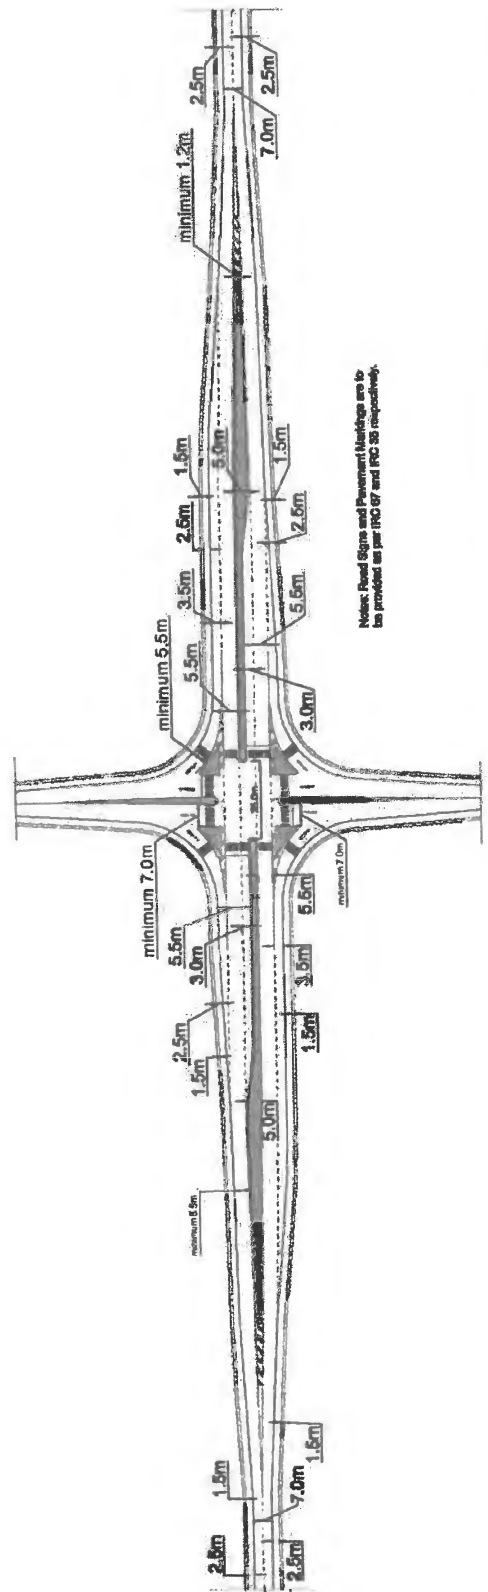 2.5m
2.5m
7.0m
minimum 1.2m
1.5m
5.0m
1.5m
2.5m
2.5m
3.5m
5.5m
minimum 5.5m
5.5m
3.0m
Notes: Road Signs and Pavement Markings are to
be provided as per IRC 67 and IRC 35 respectively.
minimum 7.0m
minimum 7.0m
5.5m
5.5m
3.0m
2.5m
1.5m
1.5m
5.0m
minimum 5.5m
1.5m
1.5m
7.0m
2.5m
2.5m